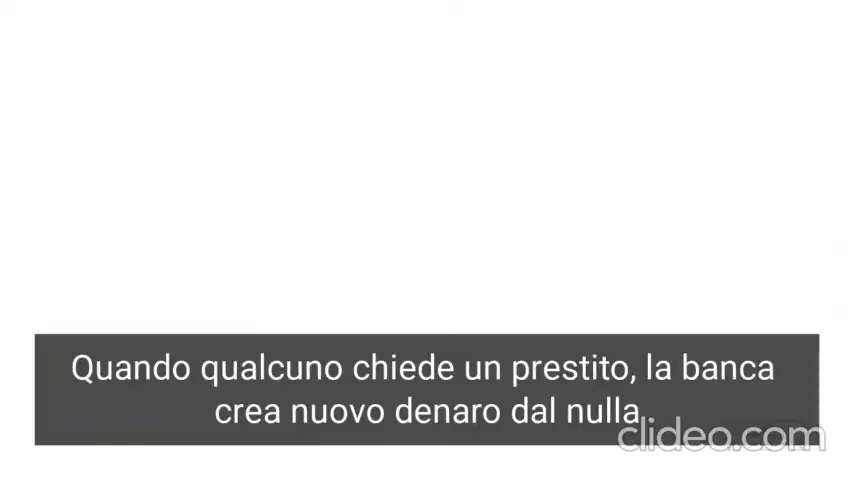 Quando qualcuno chiede un prestito, la banca
crea nuovo denaro dal nulla
clideo.com